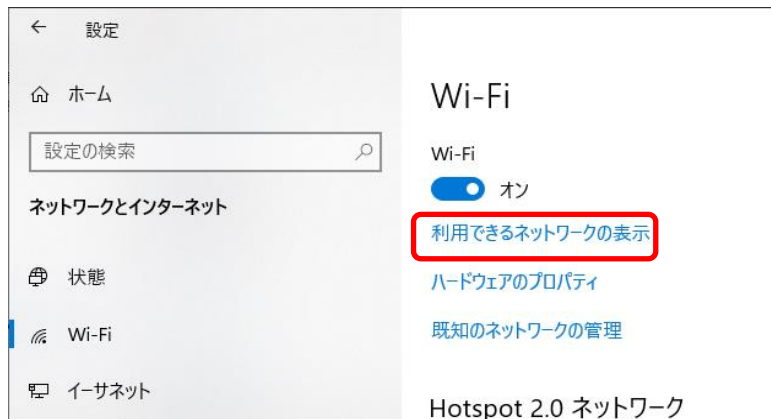 設定
ホーム
設定の検索
ネットワークとインターネット
状態
Wi-Fi
イーサネット
Wi-Fi
Wi-Fi
オン
利用できるネットワークの表示
ハードウェアのプロパティ
既知のネットワークの管理
Hotspot 2.0 ネットワーク